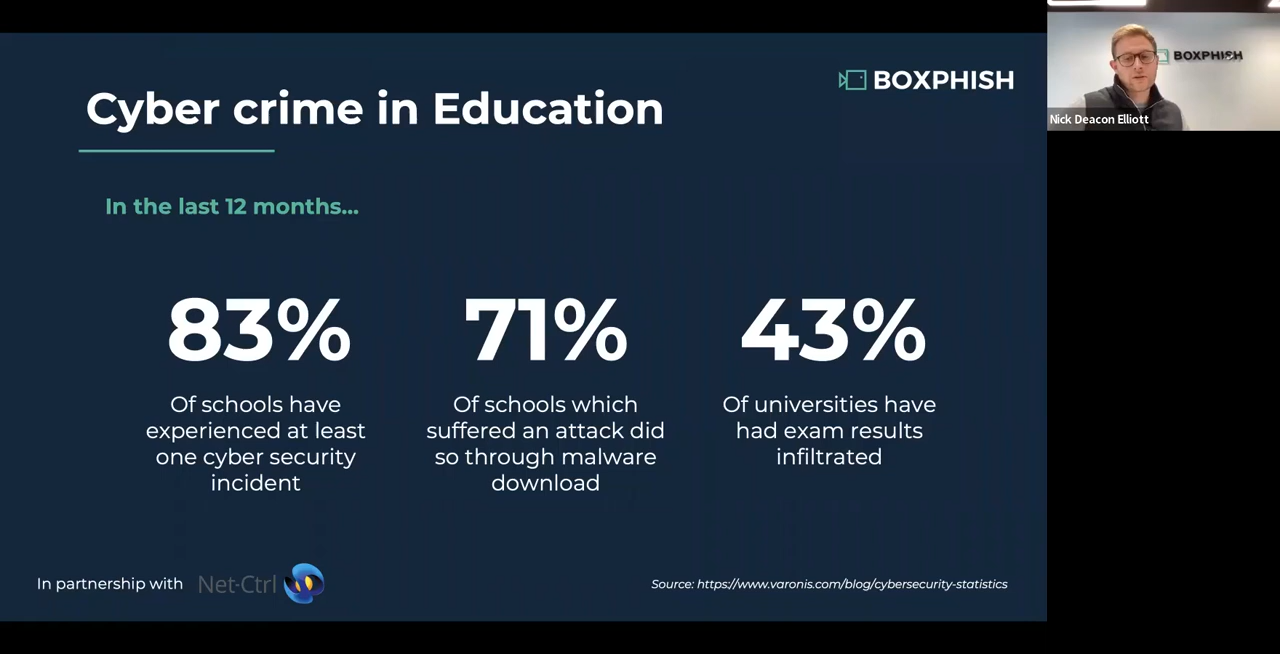 Cyber crime in Education
BOXPHISH
In the last 12 months...
83%
Of schools have
experienced at least
one cyber security
incident
71%
Of schools which
suffered an attack did
so through malware
download
43%
Of universities have
had exam results
infiltrated
In partnership with
Net-Ctrl
Source: https://www.varonis.com/blog/cybersecurity-statistics
BOXPHISH
Nick Deacon Elliott